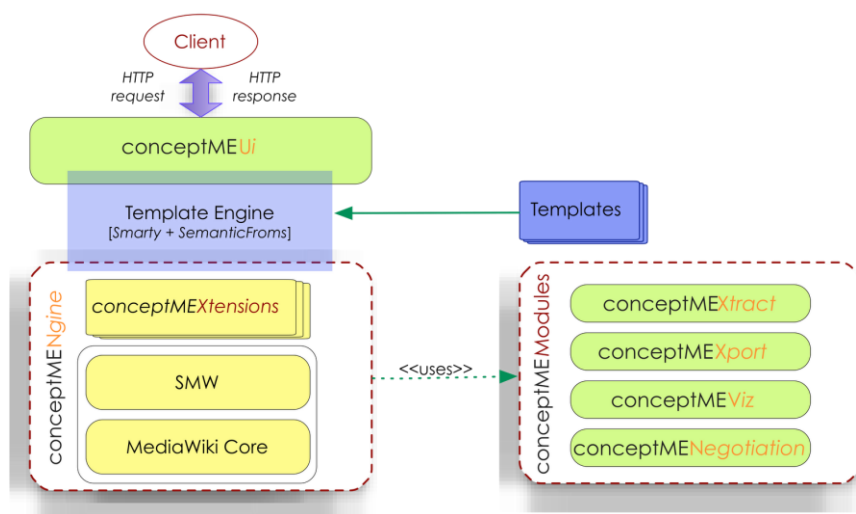 Client
HTTP
request
HTTP
response
conceptMEUi
Template Engine
[Smarty + SemanticFroms]
Templates
conceptMENgine
conceptMEXtensions
SMW
MediaWiki Core
<<uses>>
conceptMEModules
conceptMEXtract
conceptMEXport
conceptMEViz
conceptMENegotiation